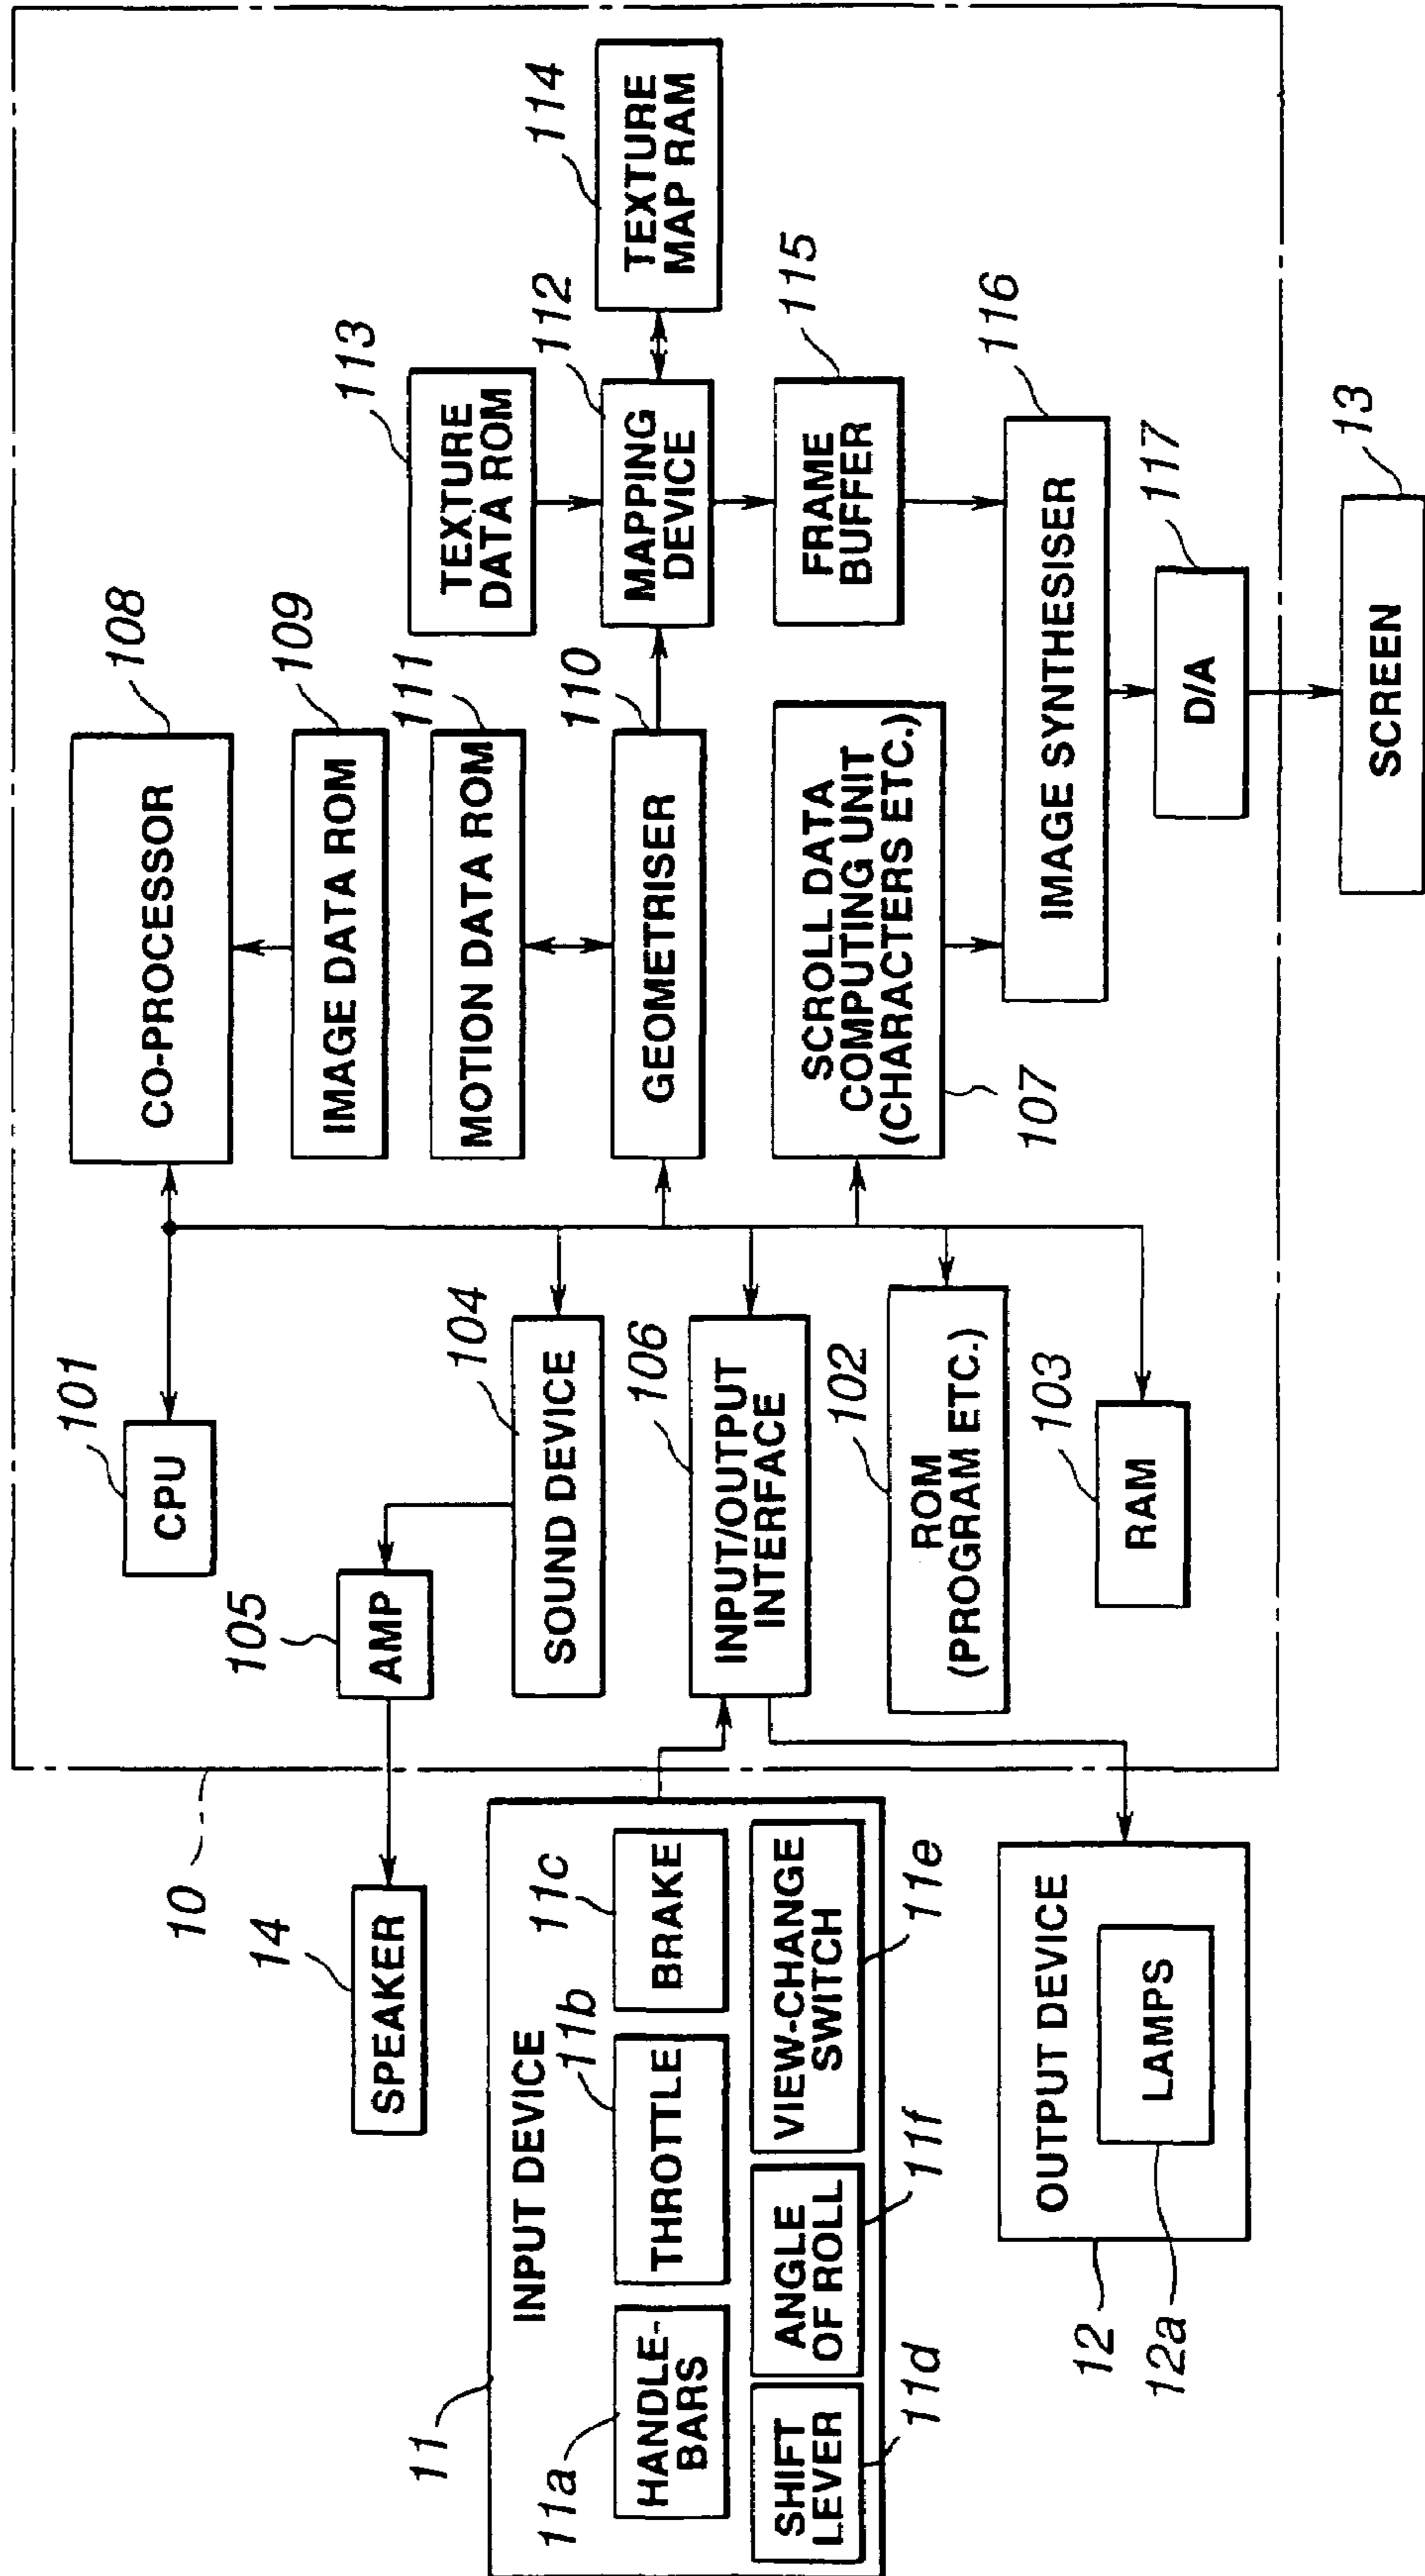 10
101
CPU
108
CO-PROCESSOR
109
IMAGE DATA ROM
14
SPEAKER
105
AMP
104
SOUND DEVICE
111
MOTION DATA ROM
113
TEXTURE
DATA ROM
11
INPUT DEVICE
11a
HANDLE-
BARS
11b
THROTTLE
11c
BRAKE
SHIFT
LEVER
11d
ANGLE
OF ROLL
11f
VIEW-CHANGE
SWITCH
11e
106
INPUT/OUTPUT
INTERFACE
110
GEOMETRISER
112
MAPPING
DEVICE
114
TEXTURE
MAP RAM
102
ROM
(PROGRAM ETC.)
SCROLL DATA
COMPUTING UNIT
(CHARACTERS ETC.)
107
115
FRAME
BUFFER
12
OUTPUT DEVICE
12a
LAMPS
103
RAM
116
IMAGE SYNTHESISER
117
D/A
13
SCREEN